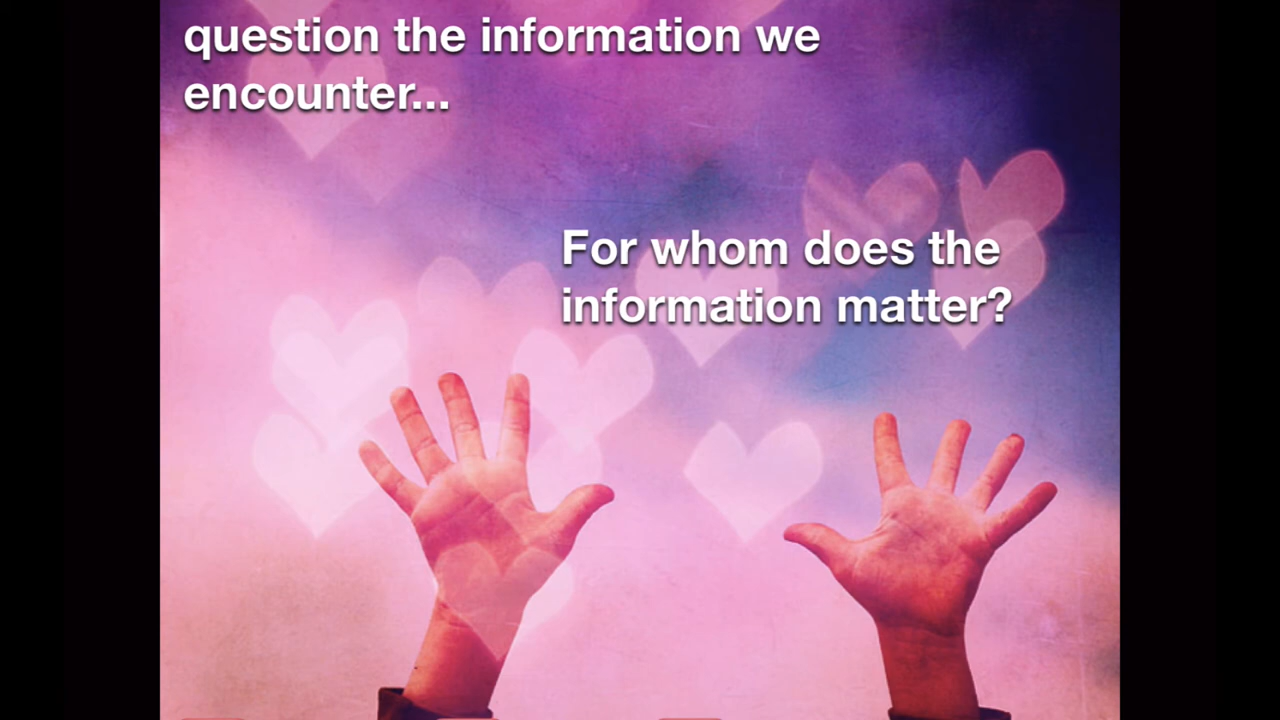 question the information we
encounter...
For whom does the
information matter?